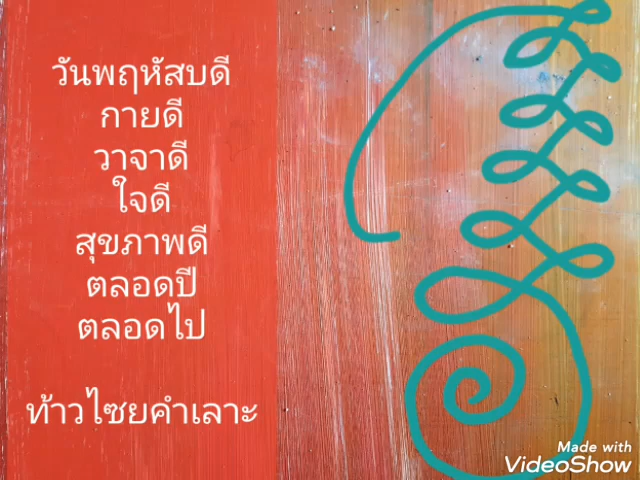 วันพฤหัสบดี
กายดี
วาจาดี
ใจดี
สุขภาพดี
ตลอดปี
ตลอดไป
ท้าวไชยคำเลาะ
Made with
VideoShow